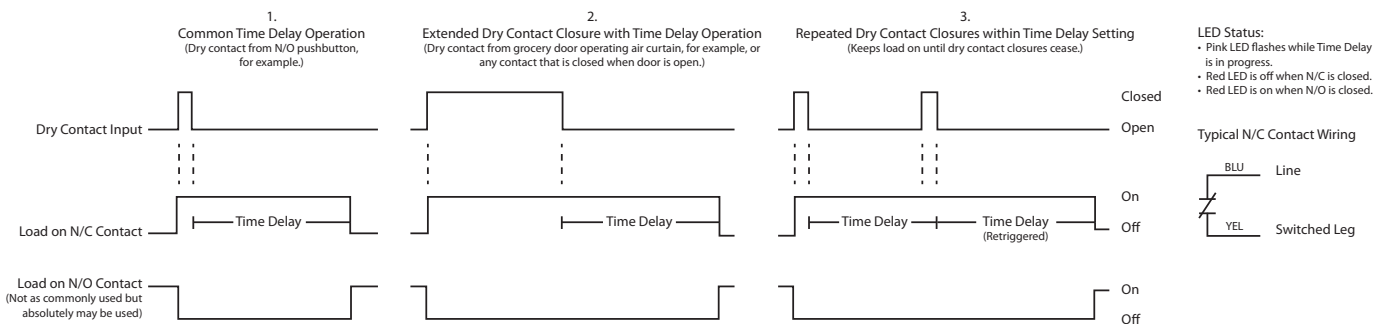 1.
Common Time Delay Operation
(Dry contact from N/O pushbutton,
for example.)
2.
Extended Dry Contact Closure with Time Delay Operation
(Dry contact from grocery door operating air curtain, for example, or
any contact that is closed when door is open.)
3.
Repeated Dry Contact Closures within Time Delay Setting
(Keeps load on until dry contact closures cease.)
LED Status:
• Pink LED flashes while Time Delay
is in progress.
• Red LED is off when N/C is closed.
• Red LED is on when N/O is closed.
Dry Contact Input
Closed
Open
Typical N/C Contact Wiring
BLU Line
YEL Switched Leg
Load on N/C Contact
Time Delay
Time Delay
Time Delay
Time Delay
(Retriggered)
On
Off
Load on N/O Contact
(Not as commonly used but
absolutely may be used)
On
Off